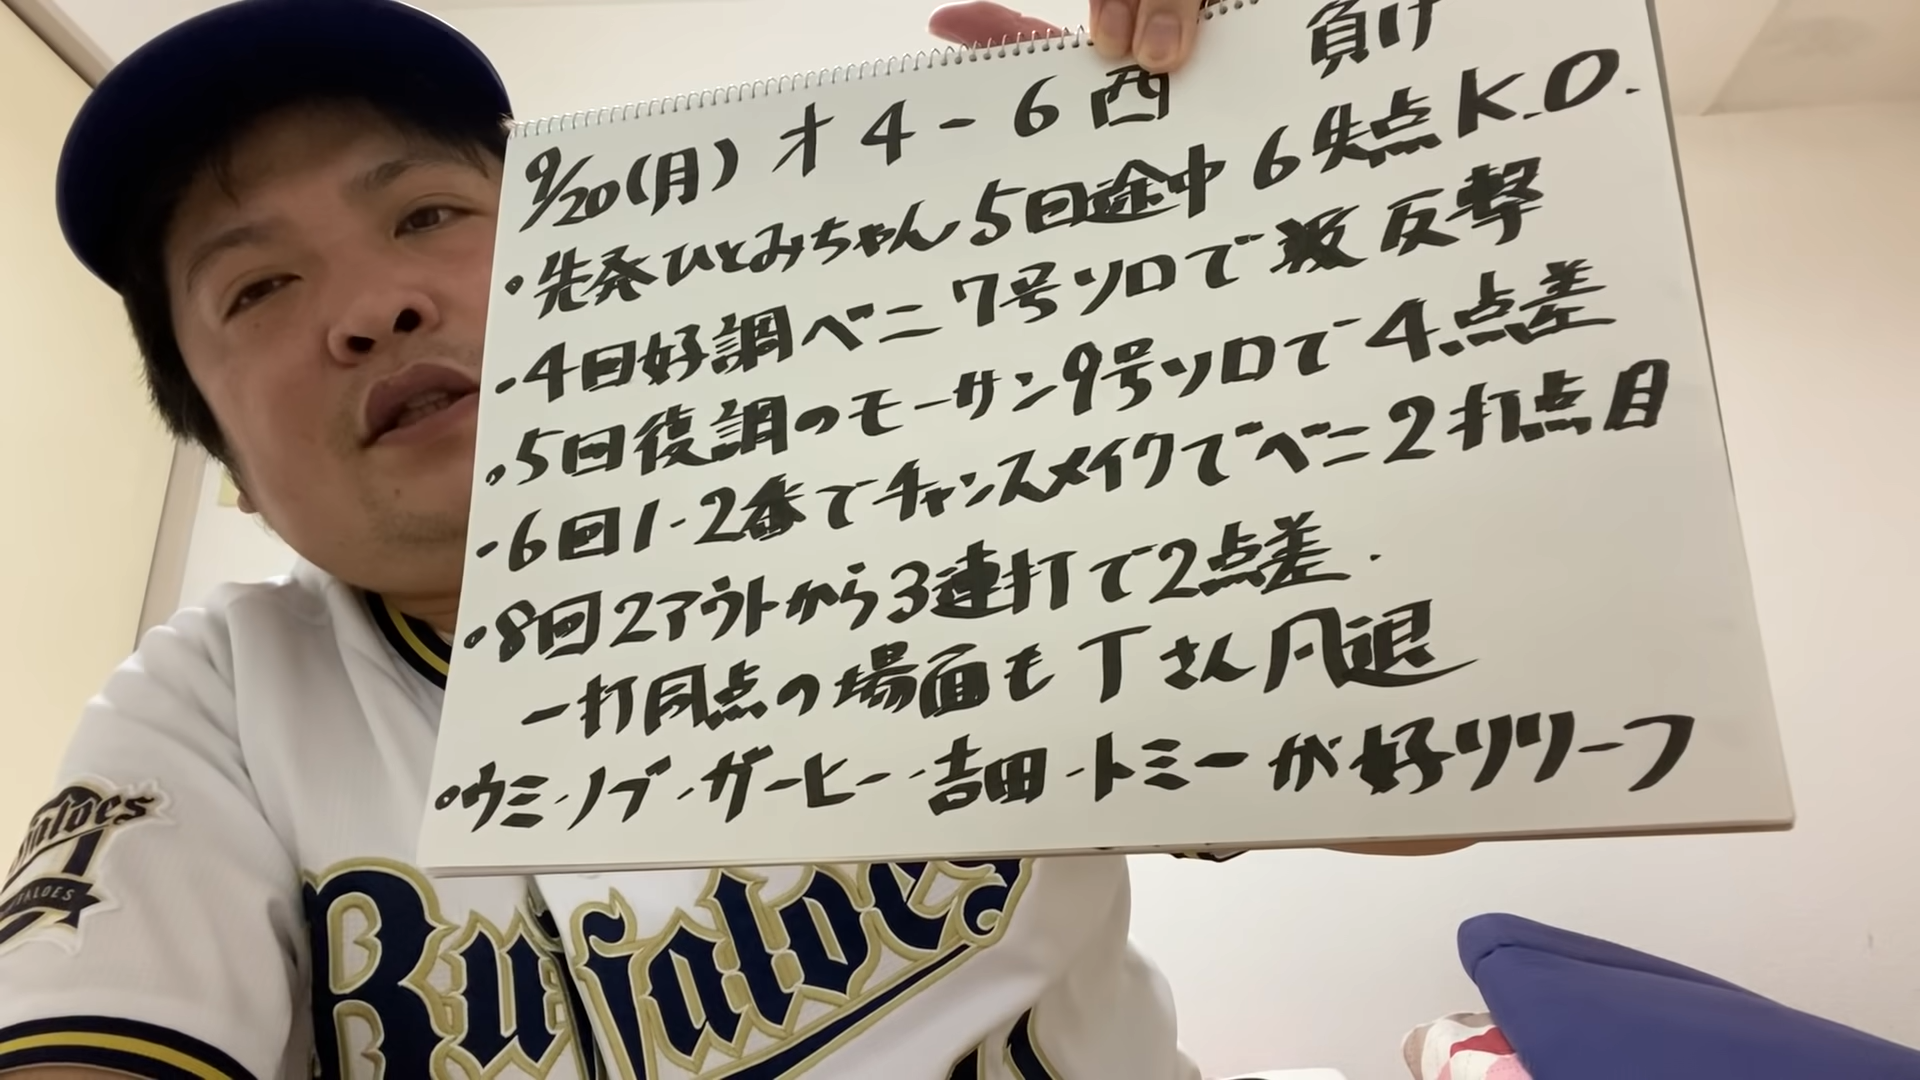 9/20(月) オ4-6西 負け
・先発ひとみちゃん5回途中6失点K.O.
・4回好調ベニ7号ソロで反撃
・5回復調のモーサン9号ソロで4点差
・6回1・2番でチャンスメイクでベニ2打点目
・8回2アウトから3連打で2点差.
一打同点の場面もTさん凡退
・ウミ・ノブ・ガーヒー・吉田・トミーが好リリーフ
Buffaloes
BUFFALOES